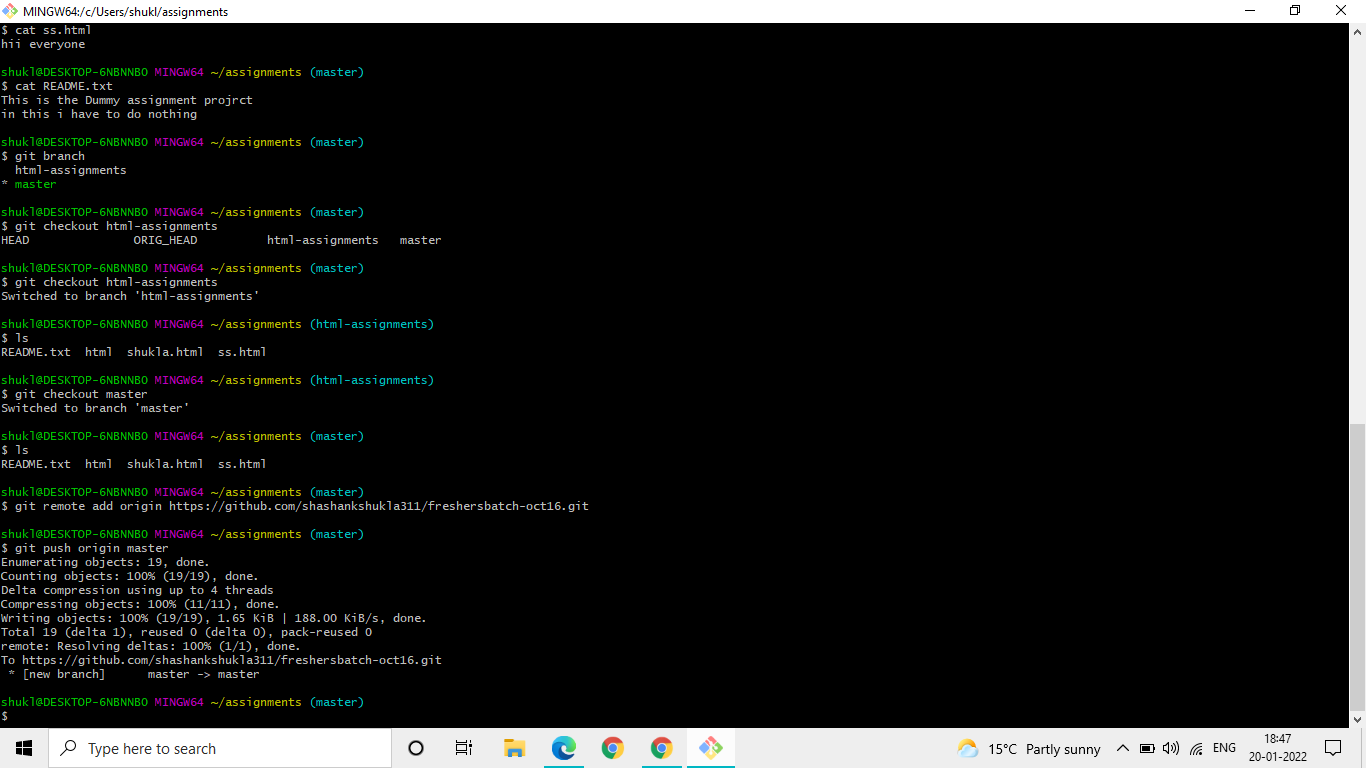 MINGW64:/c/Users/shukl/assignments
$ cat ss.html
hii everyone
shukl@DESKTOP-6NBNNBO MINGW64 ~/assignments (master)
$ cat README.txt
This is the Dummy assignment projrct
in this i have to do nothing
shukl@DESKTOP-6NBNNBO MINGW64 ~/assignments (master)
$ git branch
  html-assignments
* master
shukl@DESKTOP-6NBNNBO MINGW64 ~/assignments (master)
$ git checkout html-assignments
HEAD               ORIG_HEAD          html-assignments   master
shukl@DESKTOP-6NBNNBO MINGW64 ~/assignments (master)
$ git checkout html-assignments
Switched to branch 'html-assignments'
shukl@DESKTOP-6NBNNBO MINGW64 ~/assignments (html-assignments)
$ ls
README.txt  html  shukla.html  ss.html
shukl@DESKTOP-6NBNNBO MINGW64 ~/assignments (html-assignments)
$ git checkout master
Switched to branch 'master'
shukl@DESKTOP-6NBNNBO MINGW64 ~/assignments (master)
$ ls
README.txt  html  shukla.html  ss.html
shukl@DESKTOP-6NBNNBO MINGW64 ~/assignments (master)
$ git remote add origin https://github.com/shashankshukla311/freshersbatch-oct16.git
shukl@DESKTOP-6NBNNBO MINGW64 ~/assignments (master)
$ git push origin master
Enumerating objects: 19, done.
Counting objects: 100% (19/19), done.
Delta compression using up to 4 threads
Compressing objects: 100% (11/11), done.
Writing objects: 100% (19/19), 1.65 KiB | 188.00 KiB/s, done.
Total 19 (delta 1), reused 0 (delta 0), pack-reused 0
remote: Resolving deltas: 100% (1/1), done.
To https://github.com/shashankshukla311/freshersbatch-oct16.git
 * [new branch]      master -> master
shukl@DESKTOP-6NBNNBO MINGW64 ~/assignments (master)
$
Type here to search
15°C Partly sunny
ENG
18:47
20-01-2022